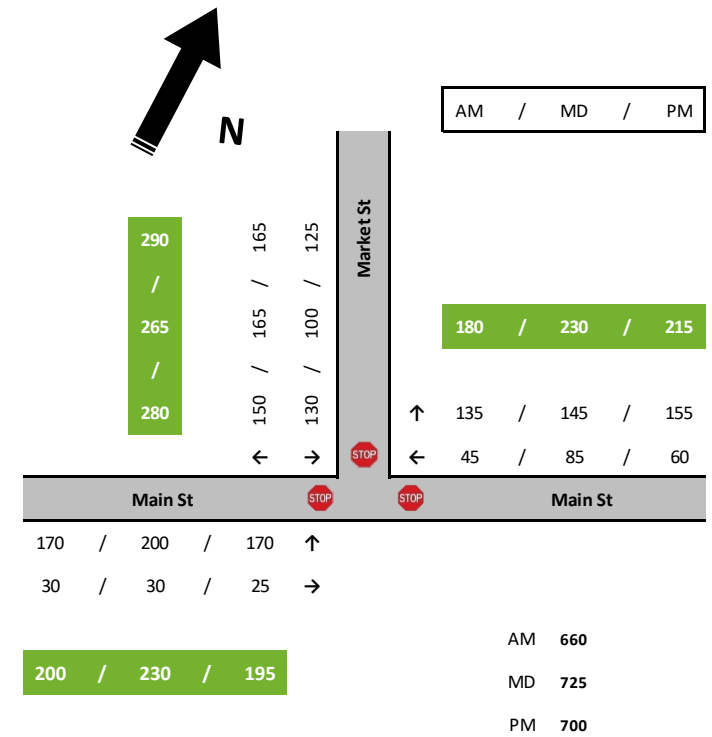 N
AM / MD / PM
Market St
290
/
265
/
280
150 / 165 / 165 ←
130 / 100 / 125 →
180 / 230 / 215
↑ 135 / 145 / 155
← 45 / 85 / 60
STOP
Main St STOP STOP Main St
170 / 200 / 170 ↑
30 / 30 / 25 →
200 / 230 / 195
AM 660
MD 725
PM 700